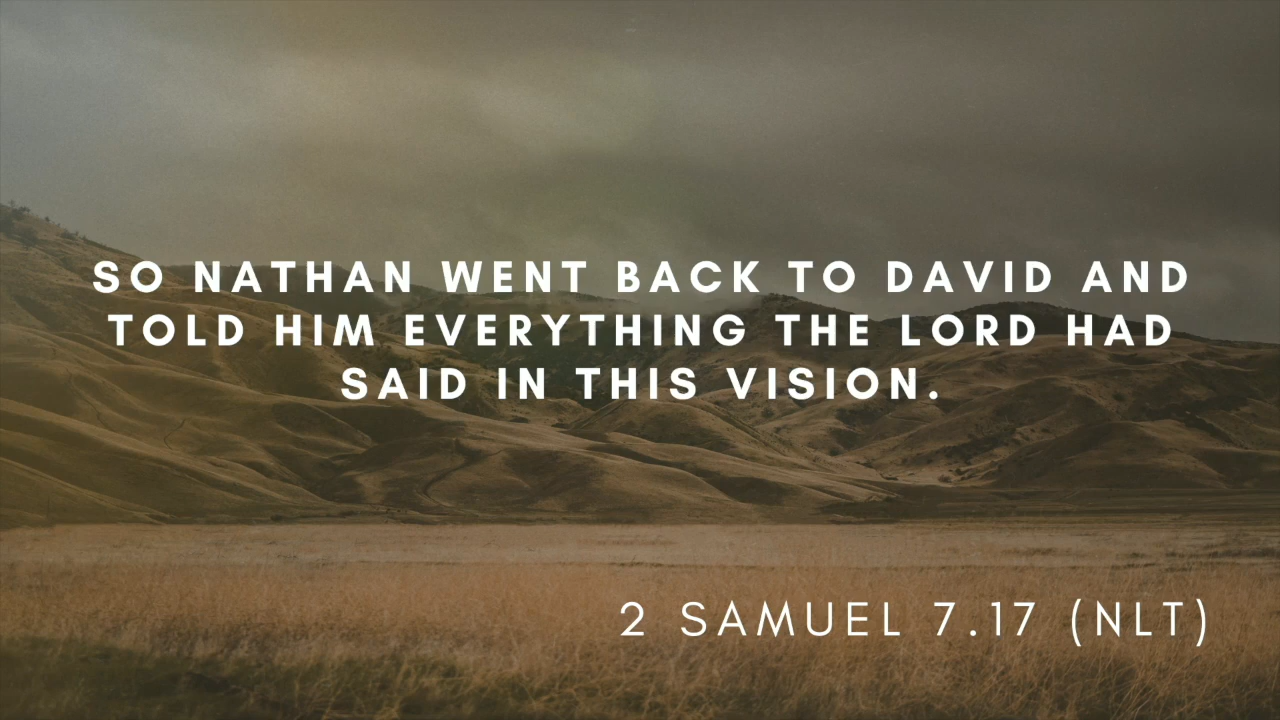 SO NATHAN WENT BACK TO DAVID AND
TOLD HIM EVERYTHING THE LORD HAD
SAID IN THIS VISION.
2 SAMUEL 7.17 (NLT)